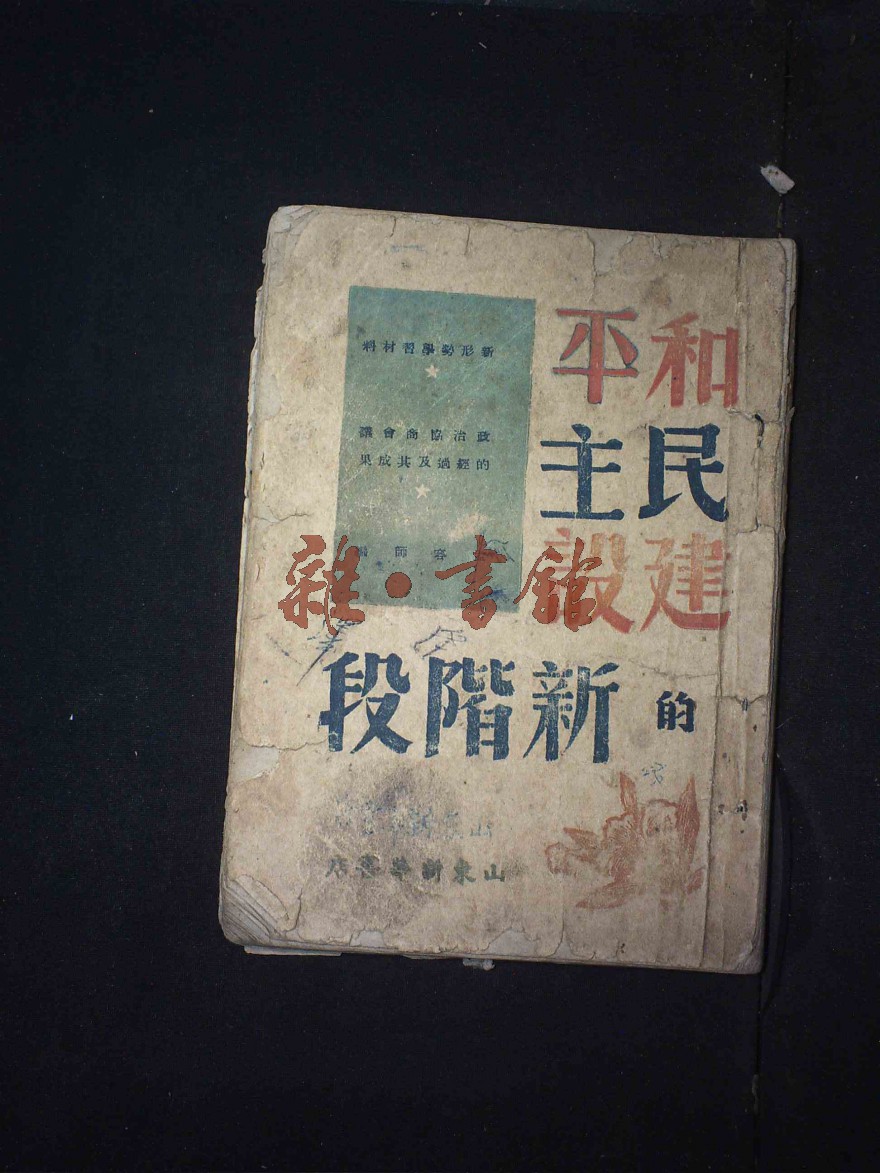 和平
民主
建設
的新階段
新形勢學習材料
政治協商會議
的經過及其成果
容師
山東新華書店
雜·書館